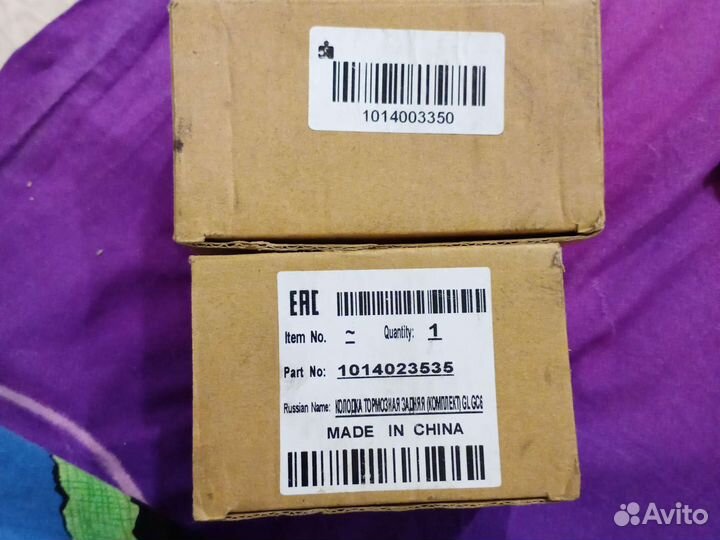 1014003350
EAC
Item No. ~ Quantity: 1
Part No: 1014023535
Russian Name: КОЛОДКА ТОРМОЗНАЯ ЗАДНЯЯ (КОМПЛЕКТ) GL GC6
MADE IN CHINA
Avito